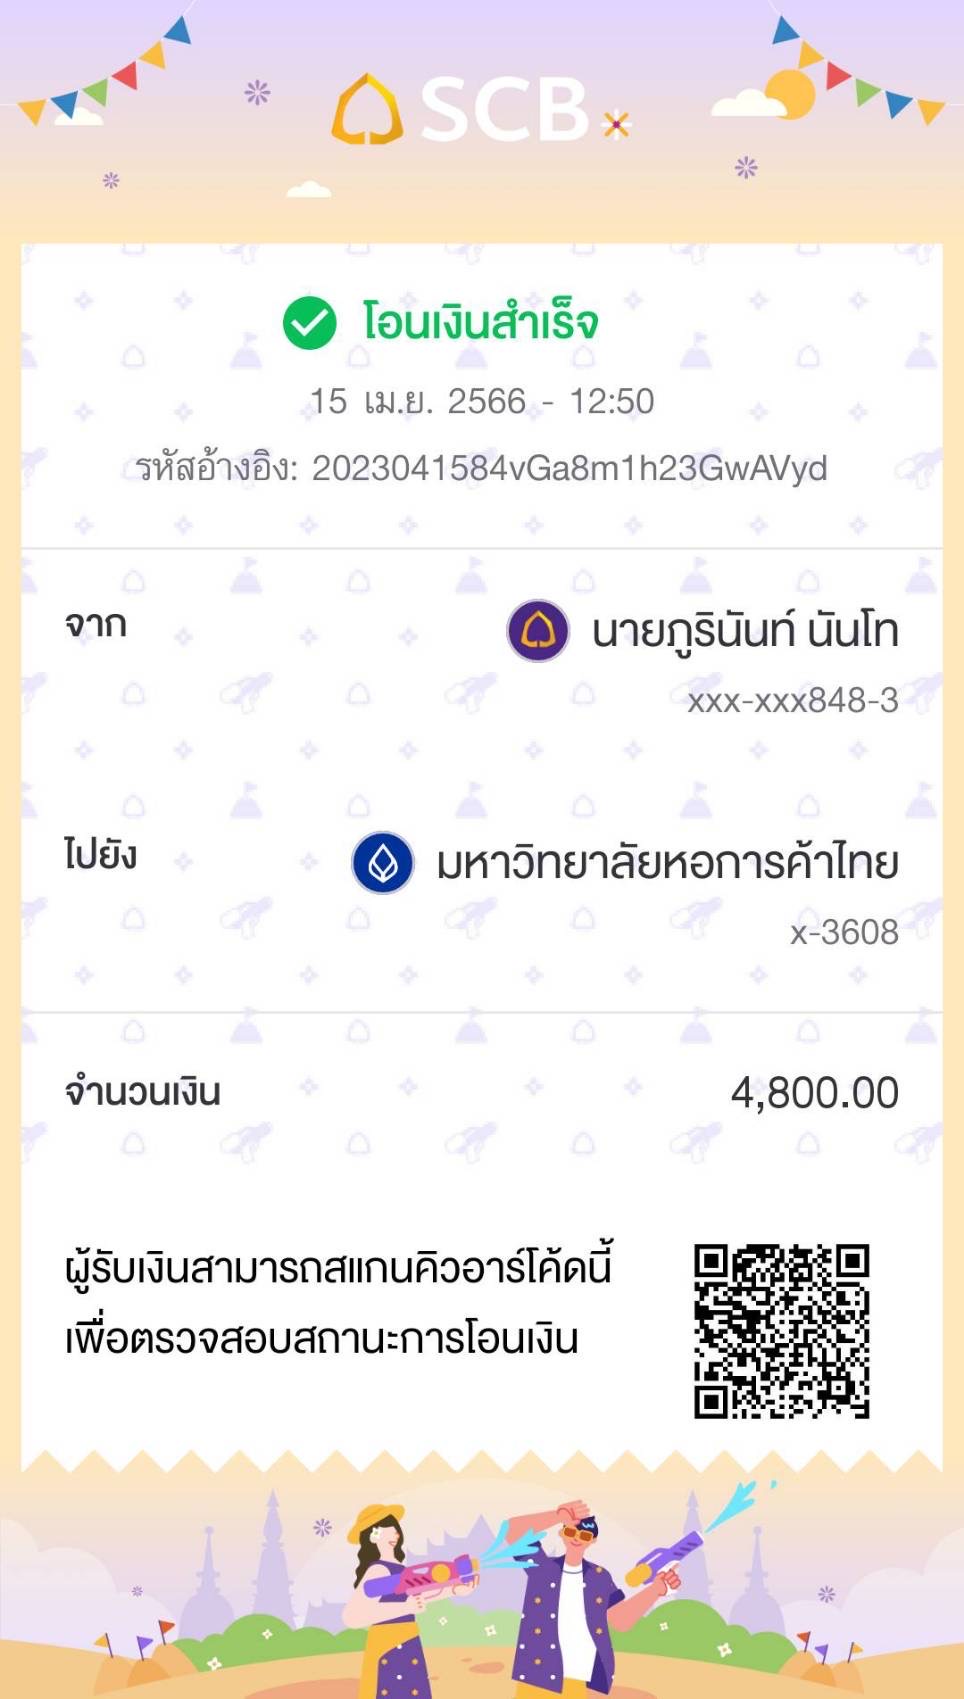 SCB
โอนเงินสำเร็จ
15 เม.ย. 2566 - 12:50
รหัสอ้างอิง: 2023041584vGa8m1h23GwAVyd
จาก
นายภูรินันท์ นันโท
xxx-xxx848-3
ไปยัง
มหาวิทยาลัยหอการค้าไทย
x-3608
จำนวนเงิน
4,800.00
ผู้รับเงินสามารถสแกนคิวอาร์โค้ดนี้
เพื่อตรวจสอบสถานะการโอนเงิน